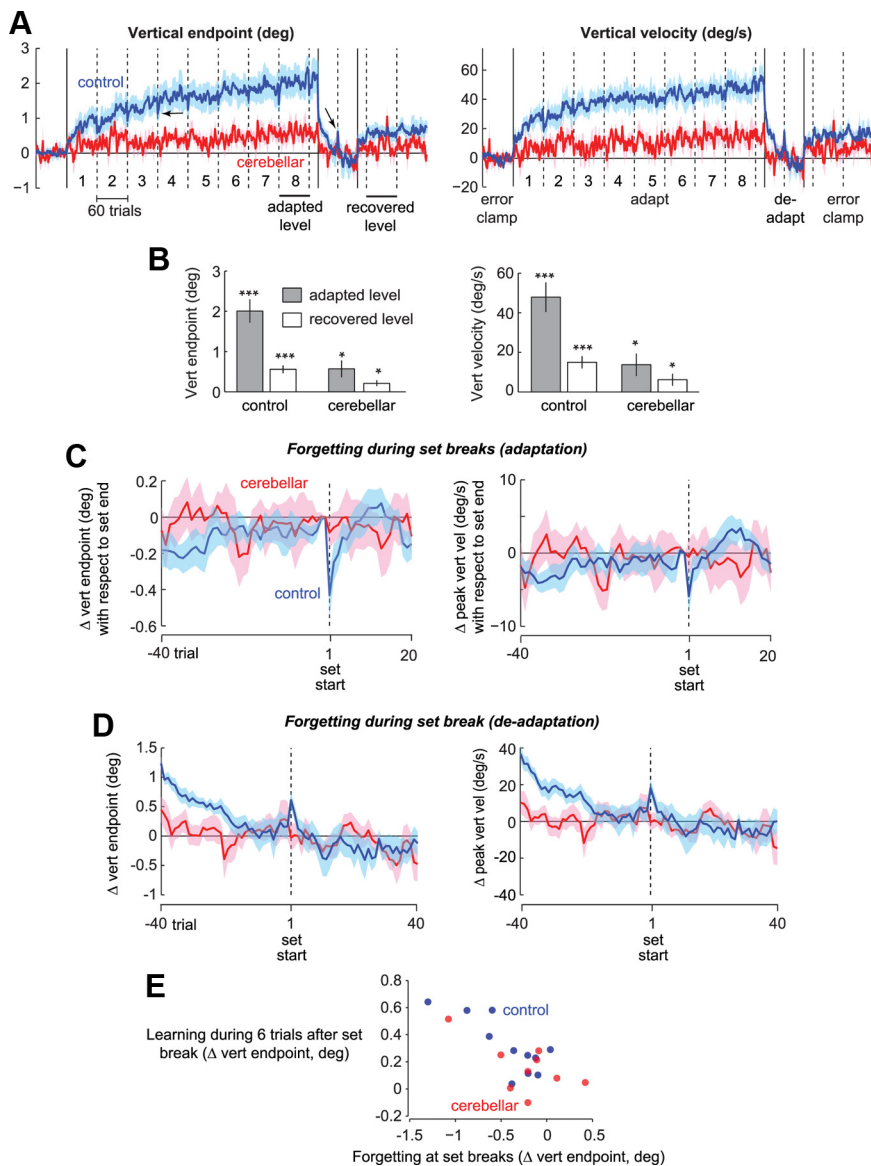 A
Vertical endpoint (deg)
Vertical velocity (deg/s)
3
2
1
0
−1
control
cerebellar
1 2 3 4 5 6 7 8
60 trials
adapted
level
recovered
level
60
40
20
0
−20
1 2 3 4 5 6 7 8
error
clamp
adapt
de-
adapt
error
clamp
B
Vert endpoint (deg)
3
2
1
0
***
***
*
*
adapted level
recovered level
control
cerebellar
Vert velocity (deg/s)
60
40
20
0
***
***
*
*
control
cerebellar
Forgetting during set breaks (adaptation)
C
Δ vert endpoint (deg)
with respect to set end
0.2
0
-0.2
-0.4
-0.6
cerebellar
control
-40 trial
1
20
set
start
Δ peak vert vel (deg/s)
with respect to set end
10
0
−10
-40
1
20
set
start
D
Forgetting during set break (de-adaptation)
Δ vert endpoint (deg)
1.5
1
0.5
0
-0.5
-1
-40 trial
1
40
set
start
Δ peak vert vel (deg/s)
40
20
0
-20
-40
-40
1
40
set
start
E
Learning during 6 trials after set
break (Δ vert endpoint, deg)
0.8
0.6
0.4
0.2
0
-0.2
control
cerebellar
-1.5 −1 -0.5 0 0.5
Forgetting at set breaks (Δ vert endpoint, deg)